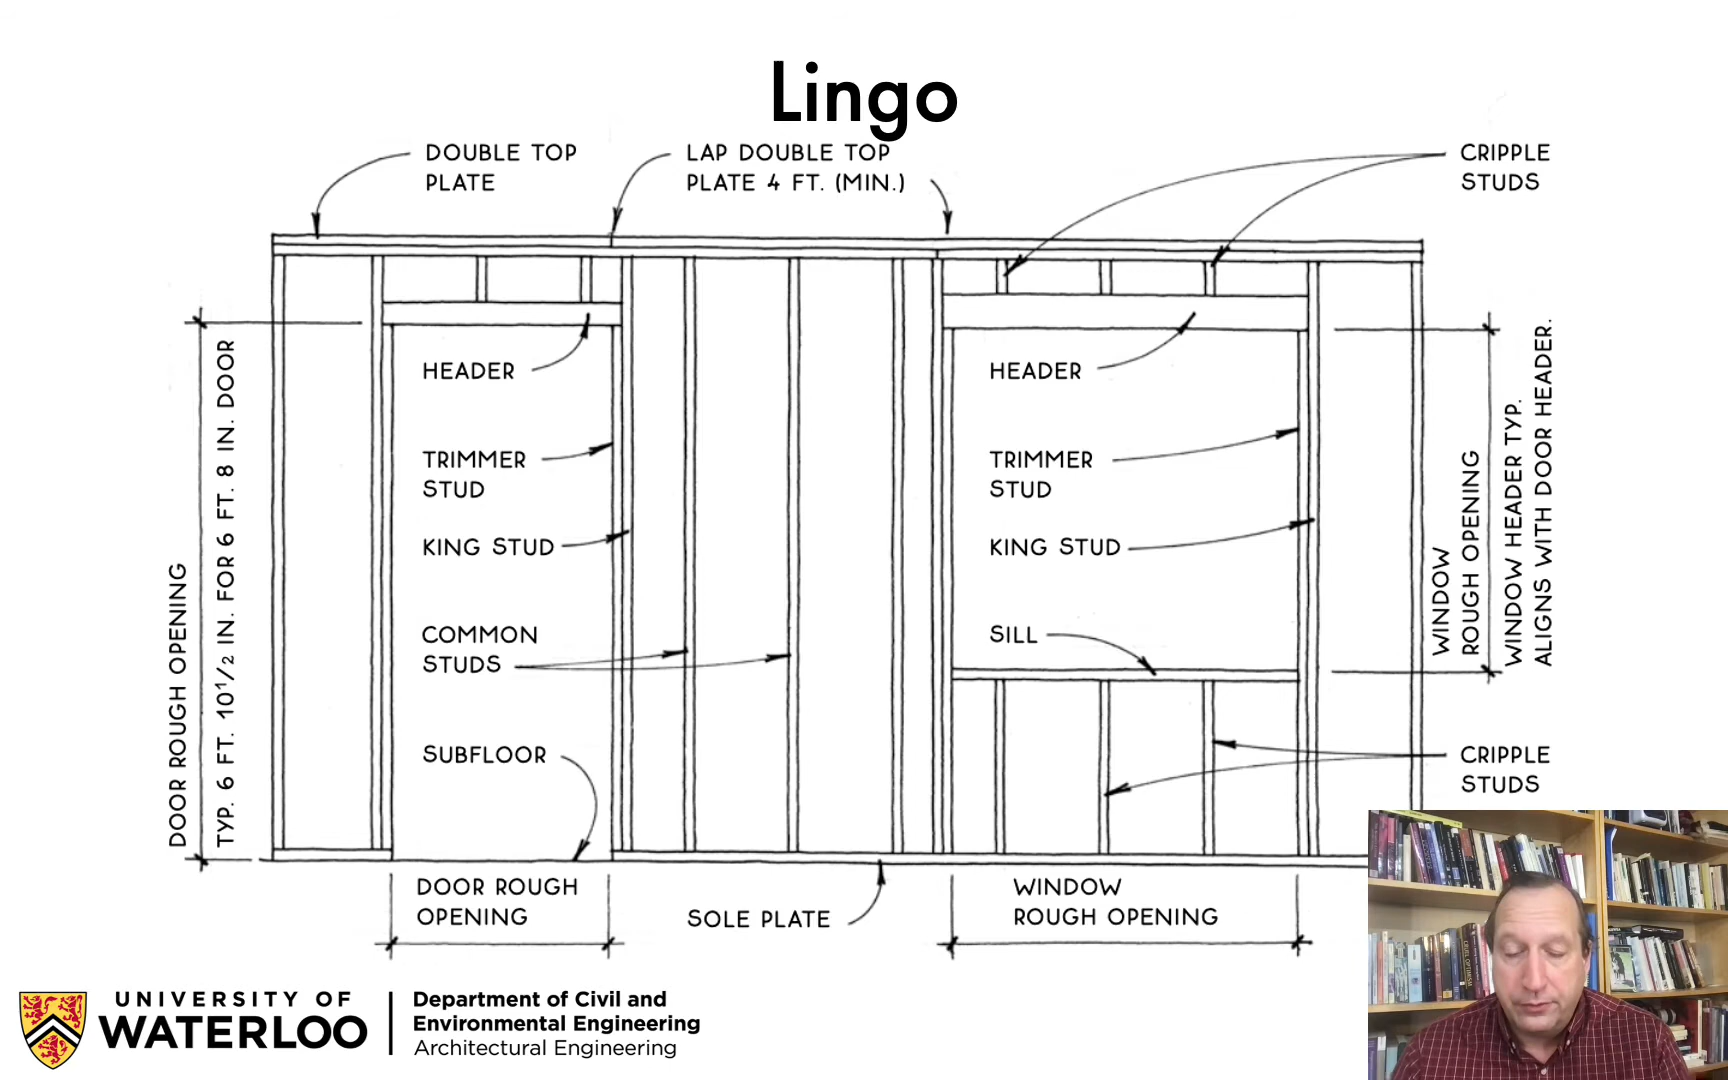 Lingo
DOUBLE TOP
PLATE
LAP DOUBLE TOP
PLATE 4 FT. (MIN.)
CRIPPLE
STUDS
HEADER
HEADER
TRIMMER
STUD
TRIMMER
STUD
KING STUD
KING STUD
COMMON
STUDS
SILL
SUBFLOOR
CRIPPLE
STUDS
DOOR ROUGH OPENING
TYP. 6 FT. 10 1/2 IN. FOR 6 FT. 8 IN. DOOR
WINDOW
ROUGH OPENING
WINDOW HEADER TYP.
ALIGNS WITH DOOR HEADER.
DOOR ROUGH
OPENING
SOLE PLATE
WINDOW
ROUGH OPENING
UNIVERSITY OF
WATERLOO
Department of Civil and
Environmental Engineering
Architectural Engineering